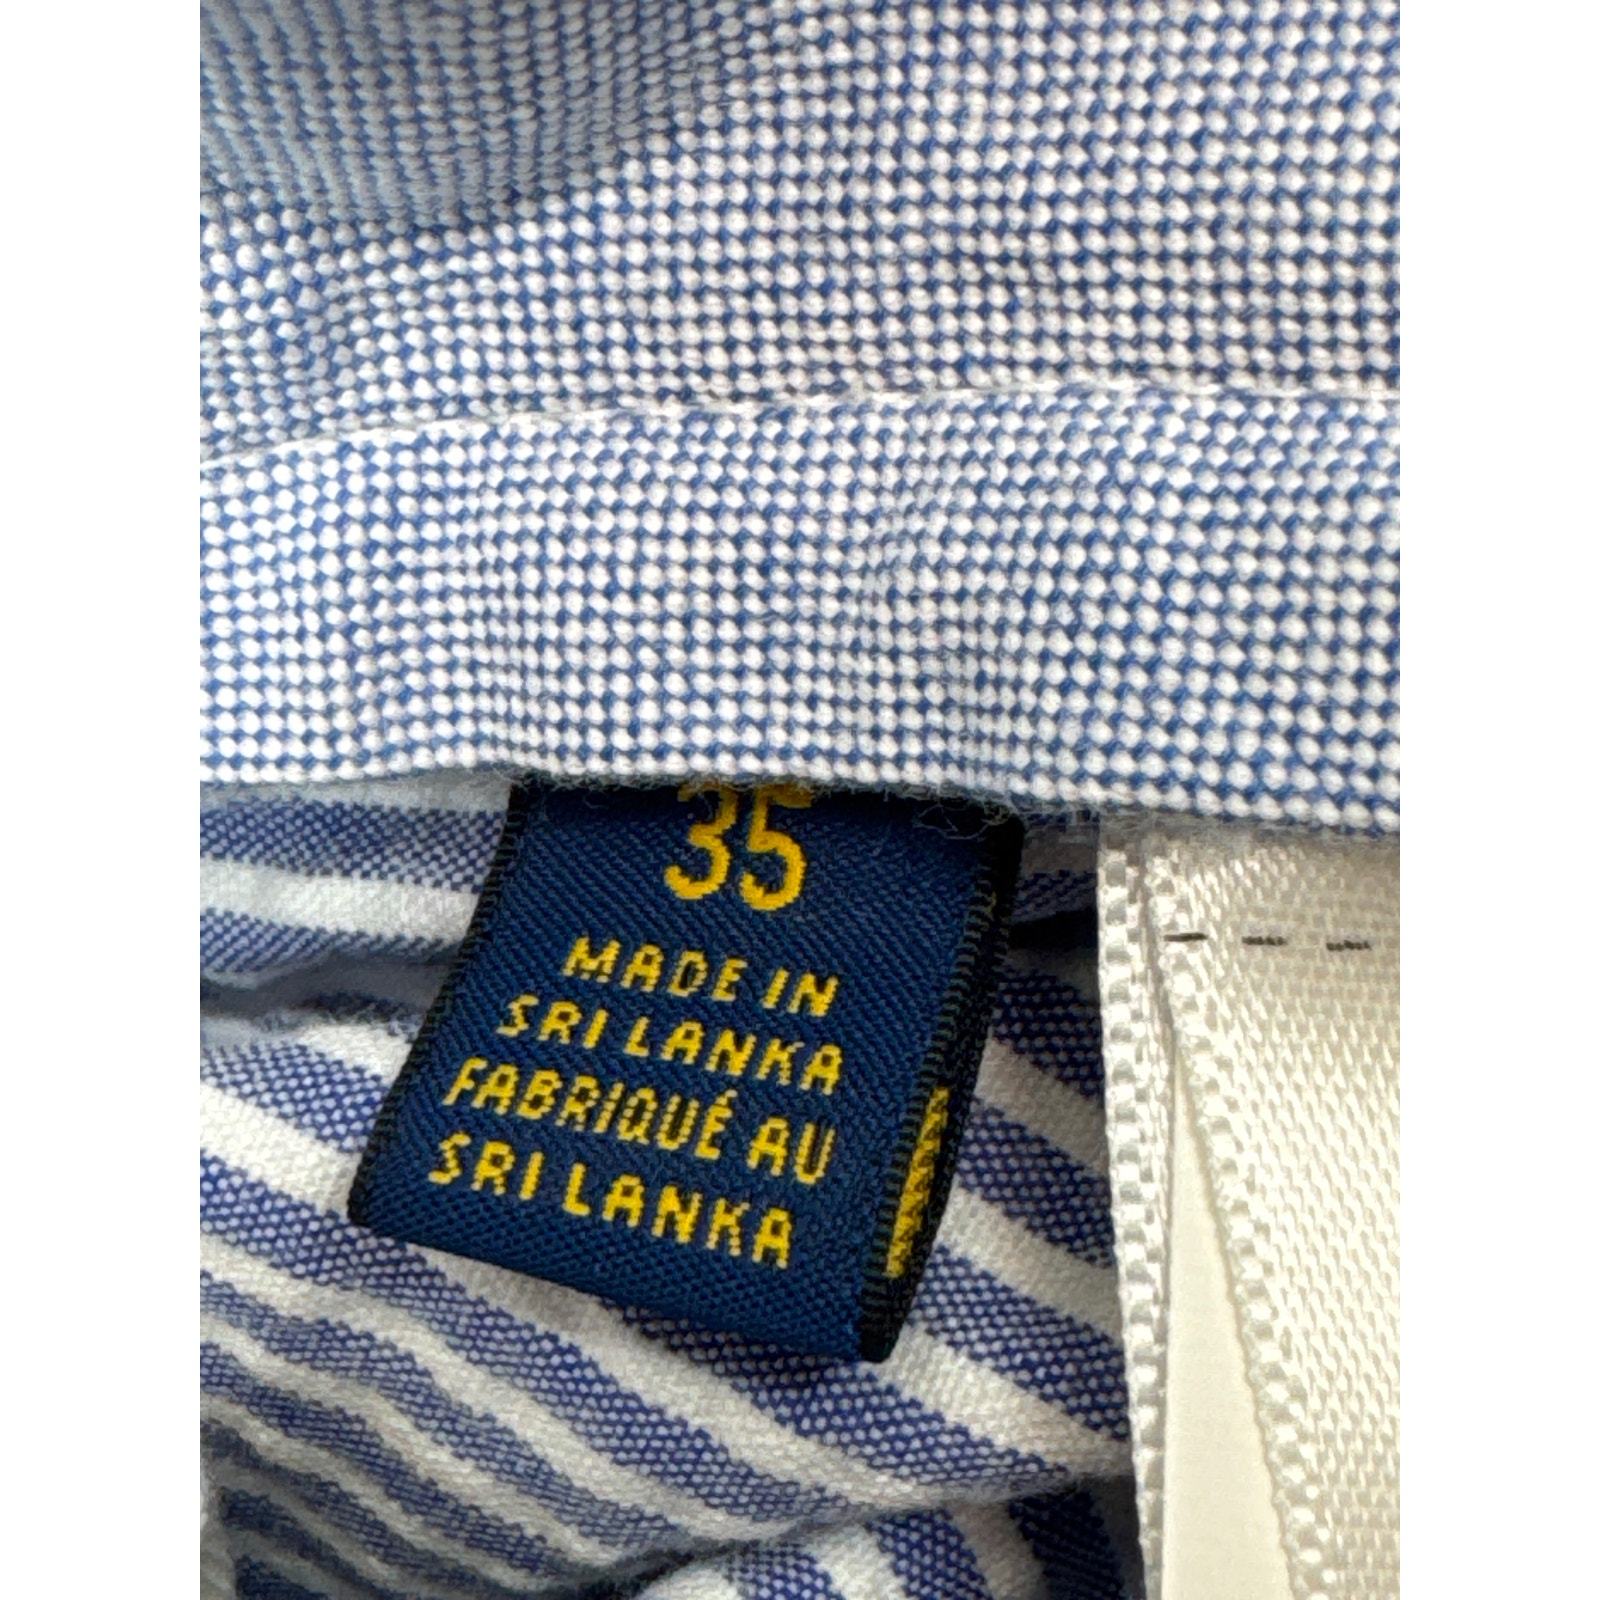 35
MADE IN
SRI LANKA
FABRIQUÉ AU
SRI LANKA